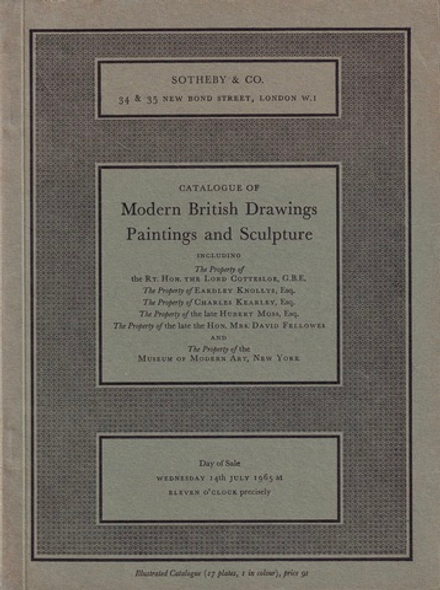 SOTHEBY & CO.
34 & 35 NEW BOND STREET, LONDON W.1
CATALOGUE OF
Modern British Drawings
Paintings and Sculpture
INCLUDING
The Property of
the RT. HON. THE LORD COTTESLOE, G.B.E.
The Property of EARDLEY KNOLLYS, Esq.
The Property of CHARLES KEARLEY, Esq.
The Property of the late HUBERT MOSS, Esq.
The Property of the late the HON. MRS DAVID FELLOWES
AND
The Property of the
MUSEUM OF MODERN ART, NEW YORK
Day of Sale
WEDNESDAY 14th JULY 1965 at
ELEVEN O'CLOCK precisely
Illustrated Catalogue (17 plates, 1 in colour), price 9s